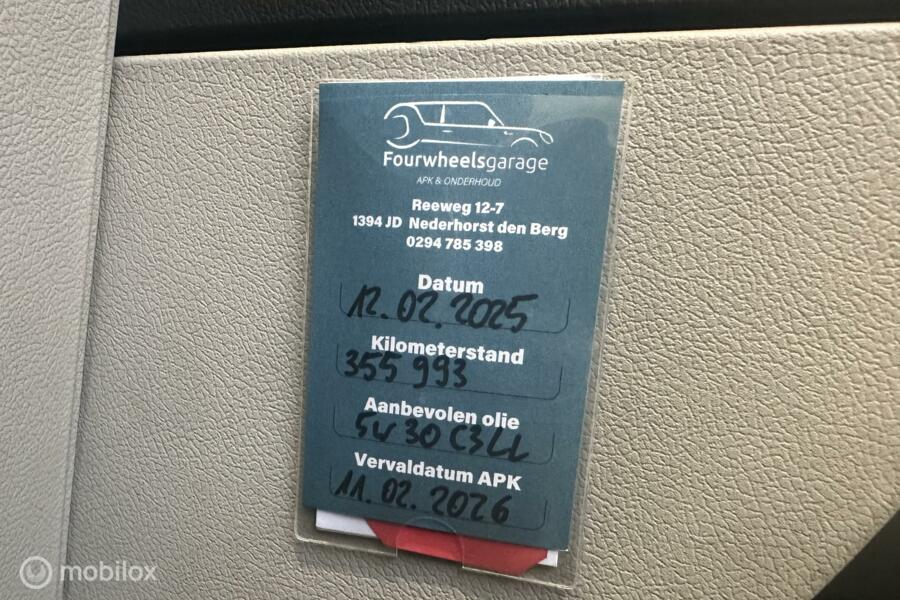 Fourwheelsgarage
APK & ONDERHOUD
Reeweg 12-7
1394 JD Nederhorst den Berg
0294 785 398
Datum
12.02.2025
Kilometerstand
355 993
Aanbevolen olie
5w30 C3LL
Vervaldatum APK
11.02.2026
mobilox